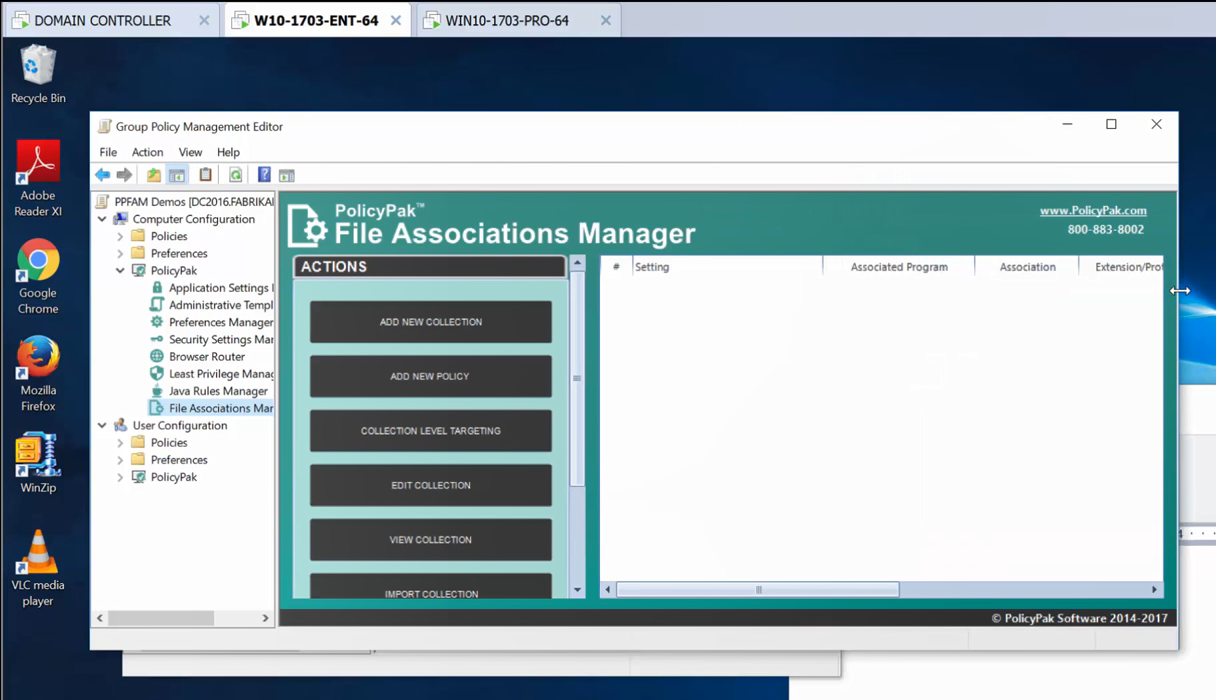 DOMAIN CONTROLLER
W10-1703-ENT-64
WIN10-1703-PRO-64
Recycle Bin
Adobe
Reader XI
Google
Chrome
Mozilla
Firefox
WinZip
VLC media
player
Group Policy Management Editor
File Action View Help
PPFAM Demos [DC2016.FABRIKA
Computer Configuration
Policies
Preferences
PolicyPak
Application Settings
Administrative Templ
Preferences Manager
Security Settings Mar
Browser Router
Least Privilege Manag
Java Rules Manager
File Associations Mar
User Configuration
Policies
Preferences
PolicyPak
PolicyPak™
File Associations Manager
www.PolicyPak.com
800-883-8002
ACTIONS
ADD NEW COLLECTION
ADD NEW POLICY
COLLECTION LEVEL TARGETING
EDIT COLLECTION
VIEW COLLECTION
IMPORT COLLECTION
# Setting Associated Program Association Extension/Prot
© PolicyPak Software 2014-2017